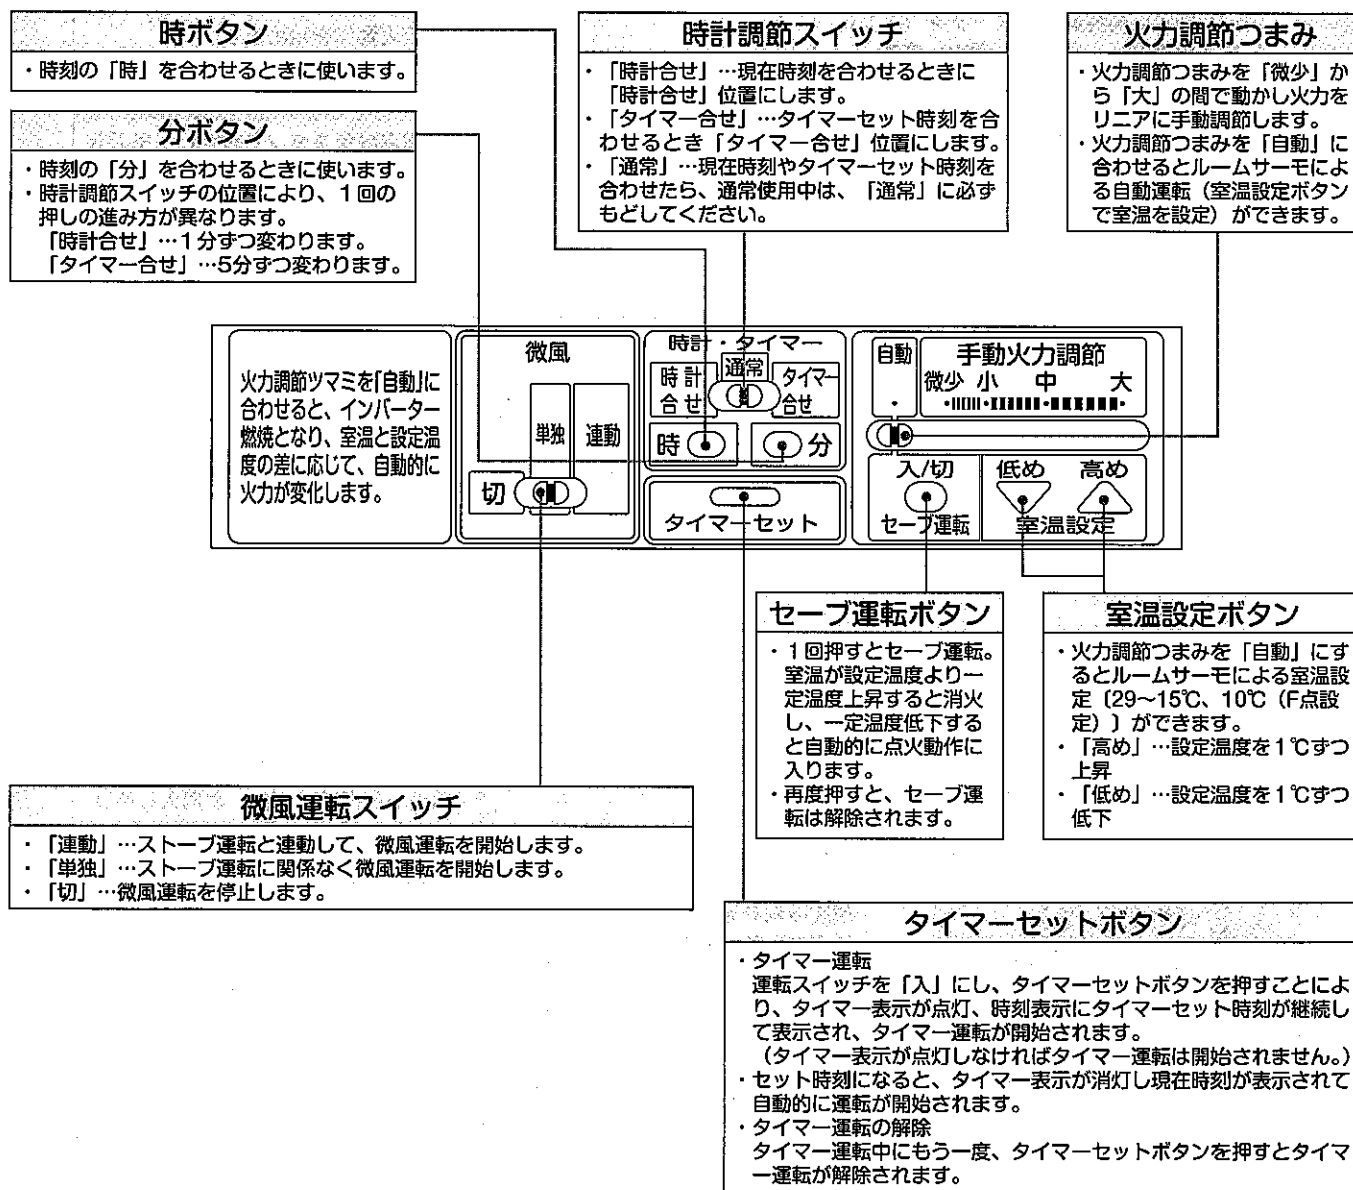 時ボタン
・時刻の「時」を合わせるときに使います。
分ボタン
・時刻の「分」を合わせるときに使います。
・時計調節スイッチの位置により、1回の
押しの進み方が異なります。
「時計合せ」…1分ずつ変わります。
「タイマー合せ」…5分ずつ変わります。
時計調節スイッチ
・「時計合せ」…現在時刻を合わせるときに
「時計合せ」位置にします。
・「タイマー合せ」…タイマーセット時刻を合
わせるとき「タイマー合せ」位置にします。
・「通常」…現在時刻やタイマーセット時刻を
合わせたら、通常使用中は、「通常」に必ず
もどしてください。
火力調節つまみ
・火力調節つまみを「微少」か
ら「大」の間で動かし火力を
リニアに手動調節します。
・火力調節つまみを「自動」に
合わせるとルームサーモによ
る自動運転（室温設定ボタン
で室温を設定）ができます。
火力調節ツマミを「自動」に
合わせると、インバーター
燃焼となり、室温と設定温
度の差に応じて、自動的に
火力が変化します。
微風
単独 連動
切
時計・タイマー
時計
合せ
通常
タイマー
合せ
時 分
タイマーセット
自動
手動火力調節
微少 小 中 大
入/切
セーブ運転
低め 高め
室温設定
セーブ運転ボタン
・1回押すとセーブ運転。
室温が設定温度より一
定温度上昇すると消火
し、一定温度低下する
と自動的に点火動作に
入ります。
・再度押すと、セーブ運
転は解除されます。
室温設定ボタン
・火力調節つまみを「自動」にす
るとルームサーモによる室温設
定〔29～15℃、10℃（F点設
定）〕ができます。
・「高め」…設定温度を1℃ずつ
上昇
・「低め」…設定温度を1℃ずつ
低下
微風運転スイッチ
・「連動」…ストーブ運転と連動して、微風運転を開始します。
・「単独」…ストーブ運転に関係なく微風運転を開始します。
・「切」…微風運転を停止します。
タイマーセットボタン
・タイマー運転
運転スイッチを「入」にし、タイマーセットボタンを押すことによ
り、タイマー表示が点灯、時刻表示にタイマーセット時刻が継続し
て表示され、タイマー運転が開始されます。
（タイマー表示が点灯しなければタイマー運転は開始されません。）
・セット時刻になると、タイマー表示が消灯し現在時刻が表示されて
自動的に運転が開始されます。
・タイマー運転の解除
タイマー運転中にもう一度、タイマーセットボタンを押すとタイマ
ー運転が解除されます。